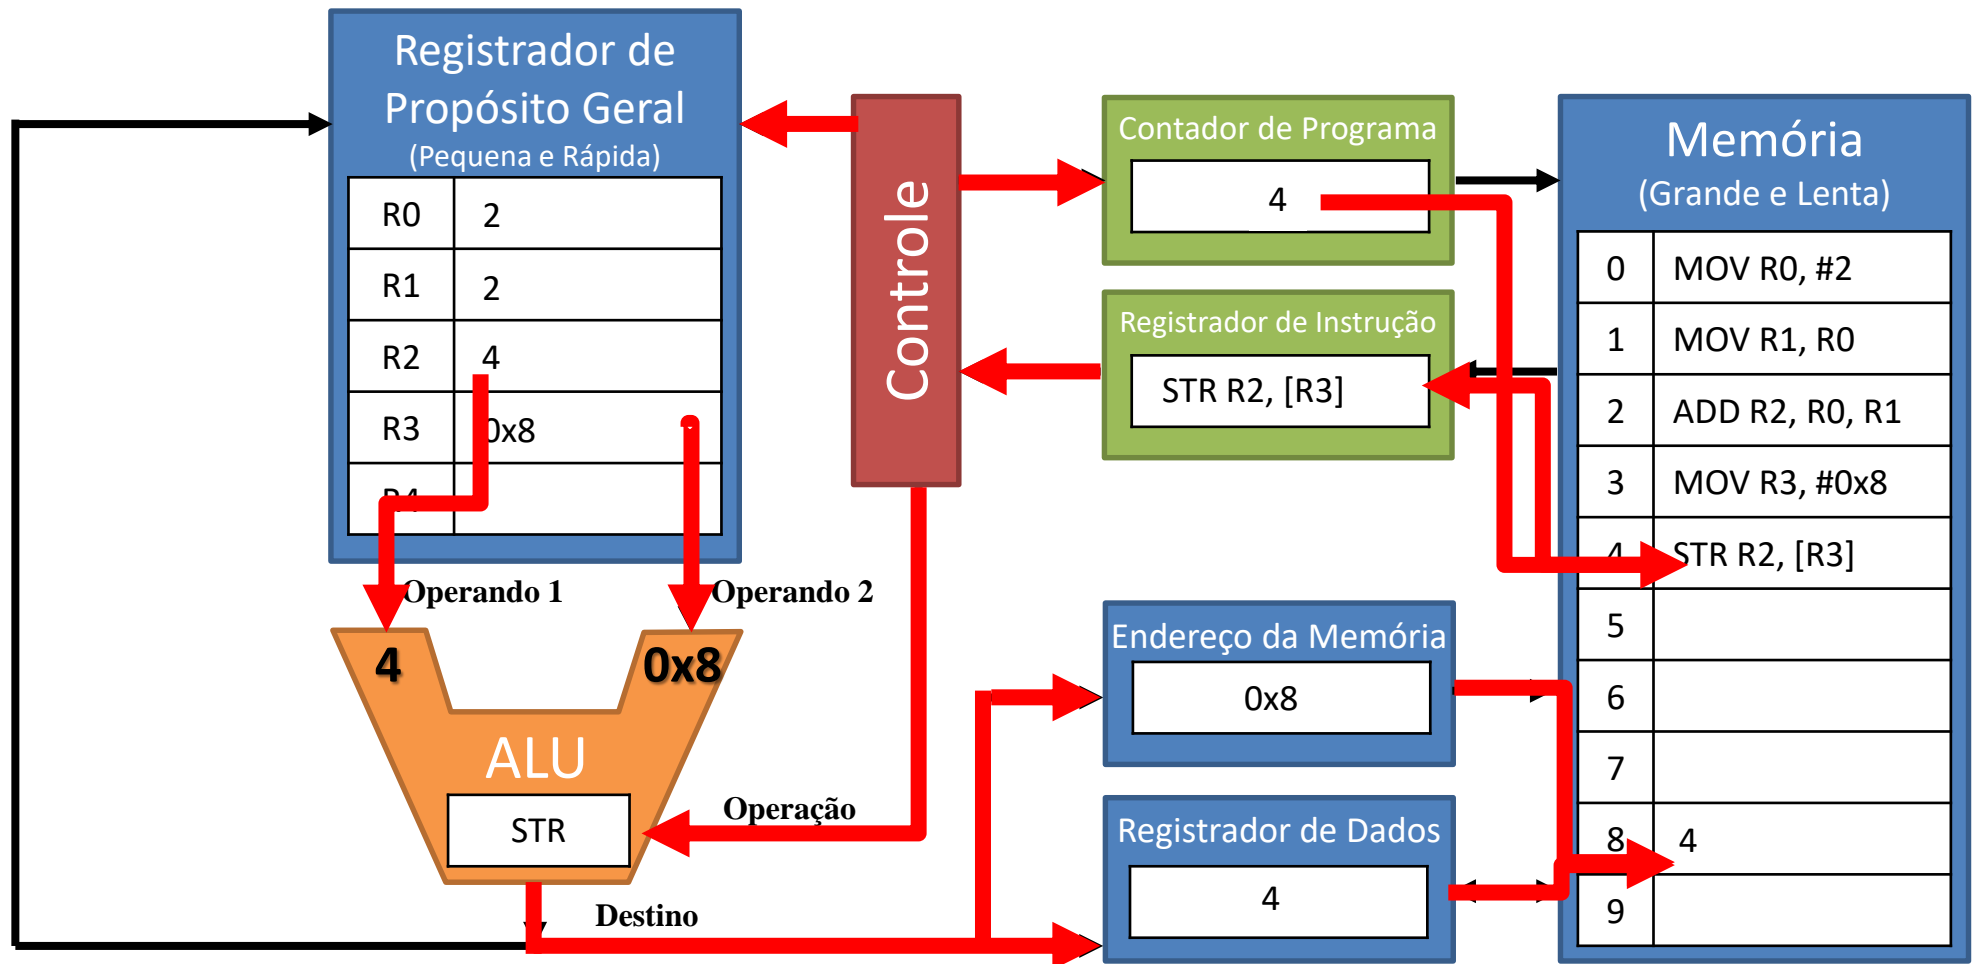 Registrador de
Propósito Geral
(Pequena e Rápida)
R0 2
R1 2
R2 4
R3 0x8
R4
Controle
Contador de Programa
4
Registrador de Instrução
STR R2, [R3]
Memória
(Grande e Lenta)
0 MOV R0, #2
1 MOV R1, R0
2 ADD R2, R0, R1
3 MOV R3, #0x8
4 STR R2, [R3]
5
6
7
8 4
9
Operando 1
Operando 2
4
0x8
ALU
STR
Operação
Destino
Endereço da Memória
0x8
Registrador de Dados
4